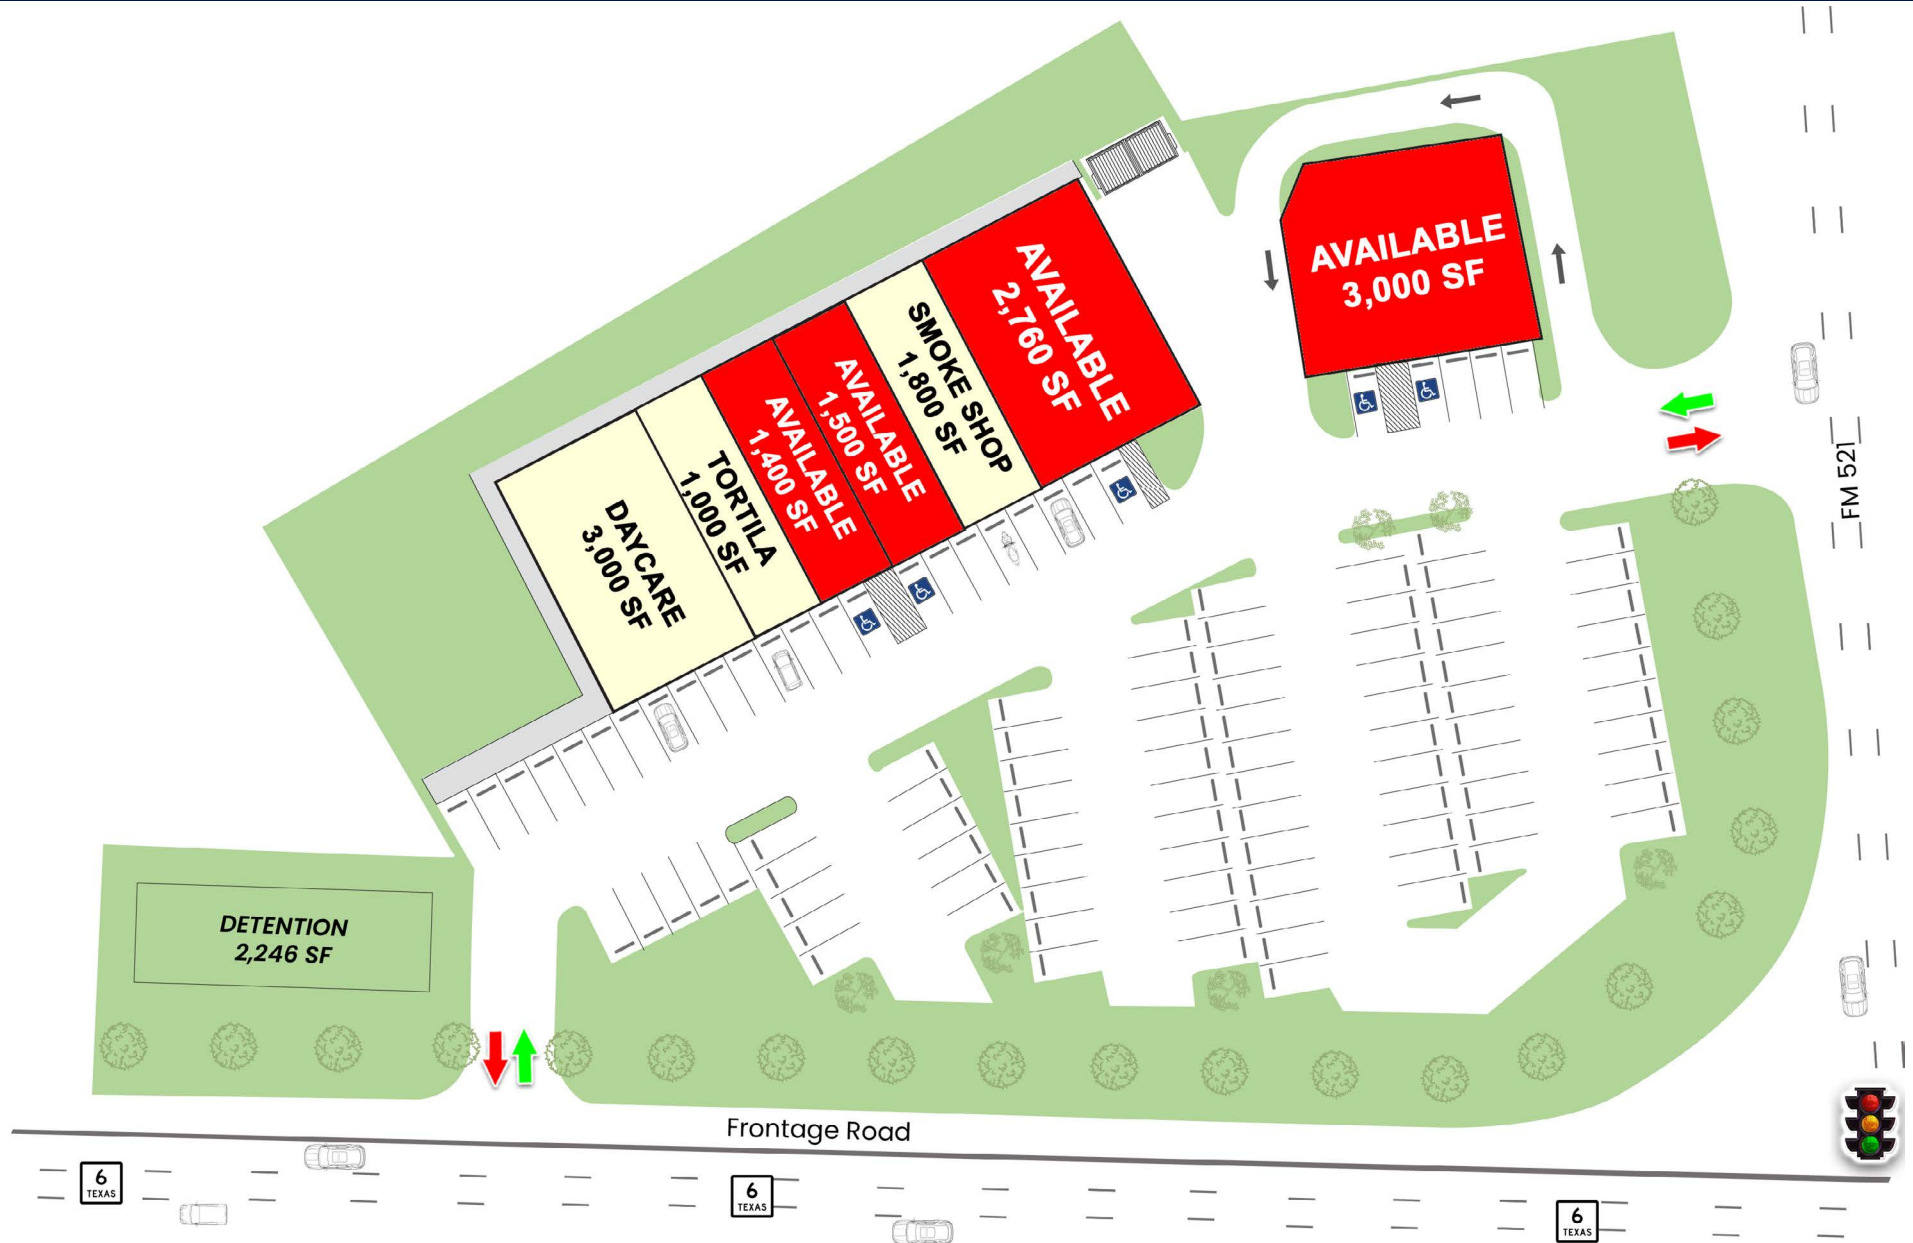 AVAILABLE
3,000 SF
AVAILABLE
2,760 SF
SMOKE SHOP
1,800 SF
AVAILABLE
1,500 SF
AVAILABLE
1,400 SF
TORTILA
1,000 SF
DAYCARE
3,000 SF
FM 521
DETENTION
2,246 SF
Frontage Road
6
TEXAS
6
TEXAS
6
TEXAS